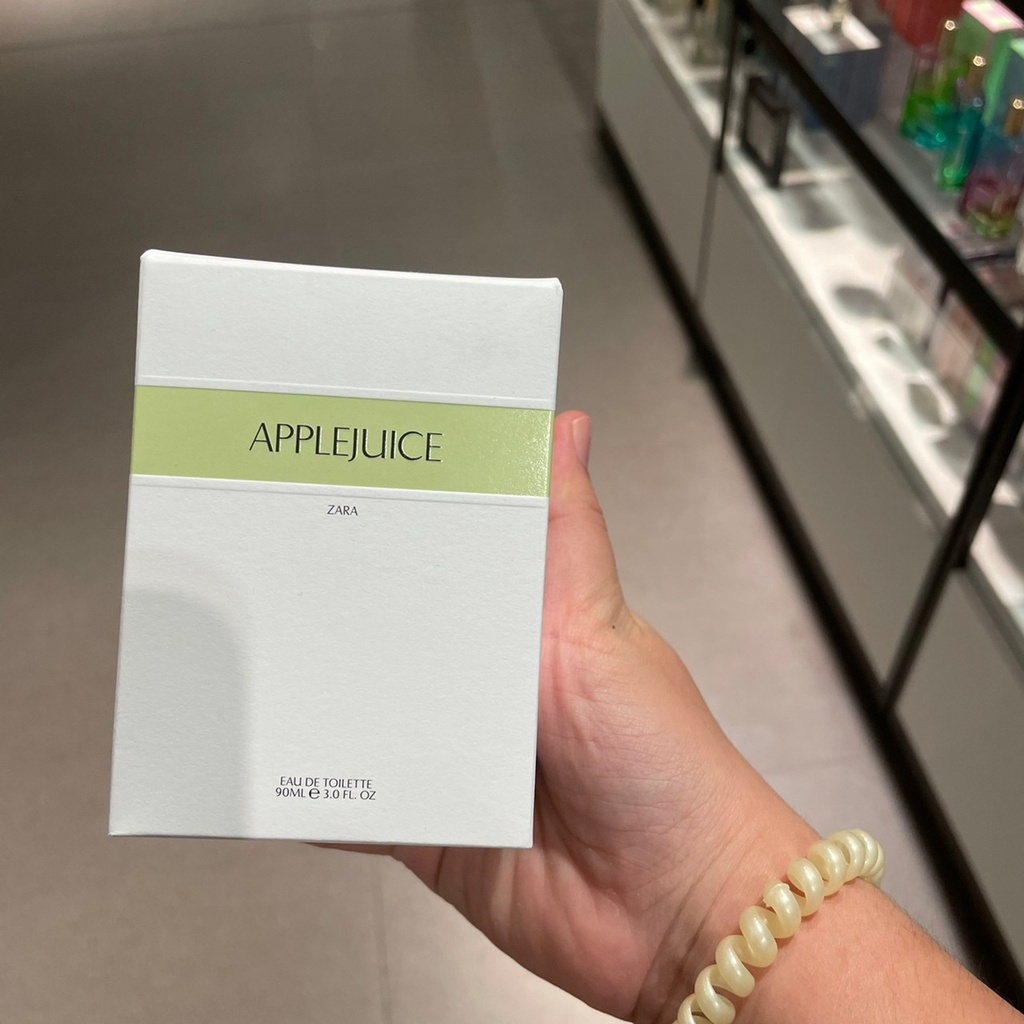 APPLEJUICE
ZARA
EAU DE TOILETTE
90ML ℮ 3.0 FL. OZ